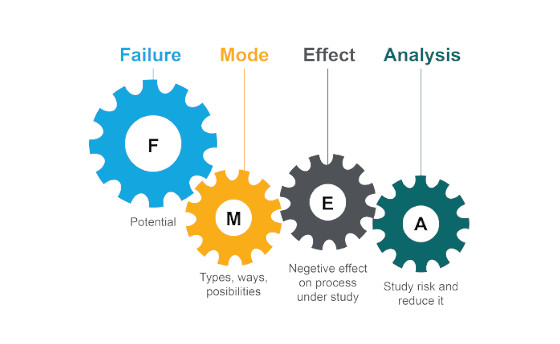 Failure
Mode
Effect
Analysis
F
M
E
A
Potential
Types, ways,
posibilities
Negetive effect
on process
under study
Study risk and
reduce it